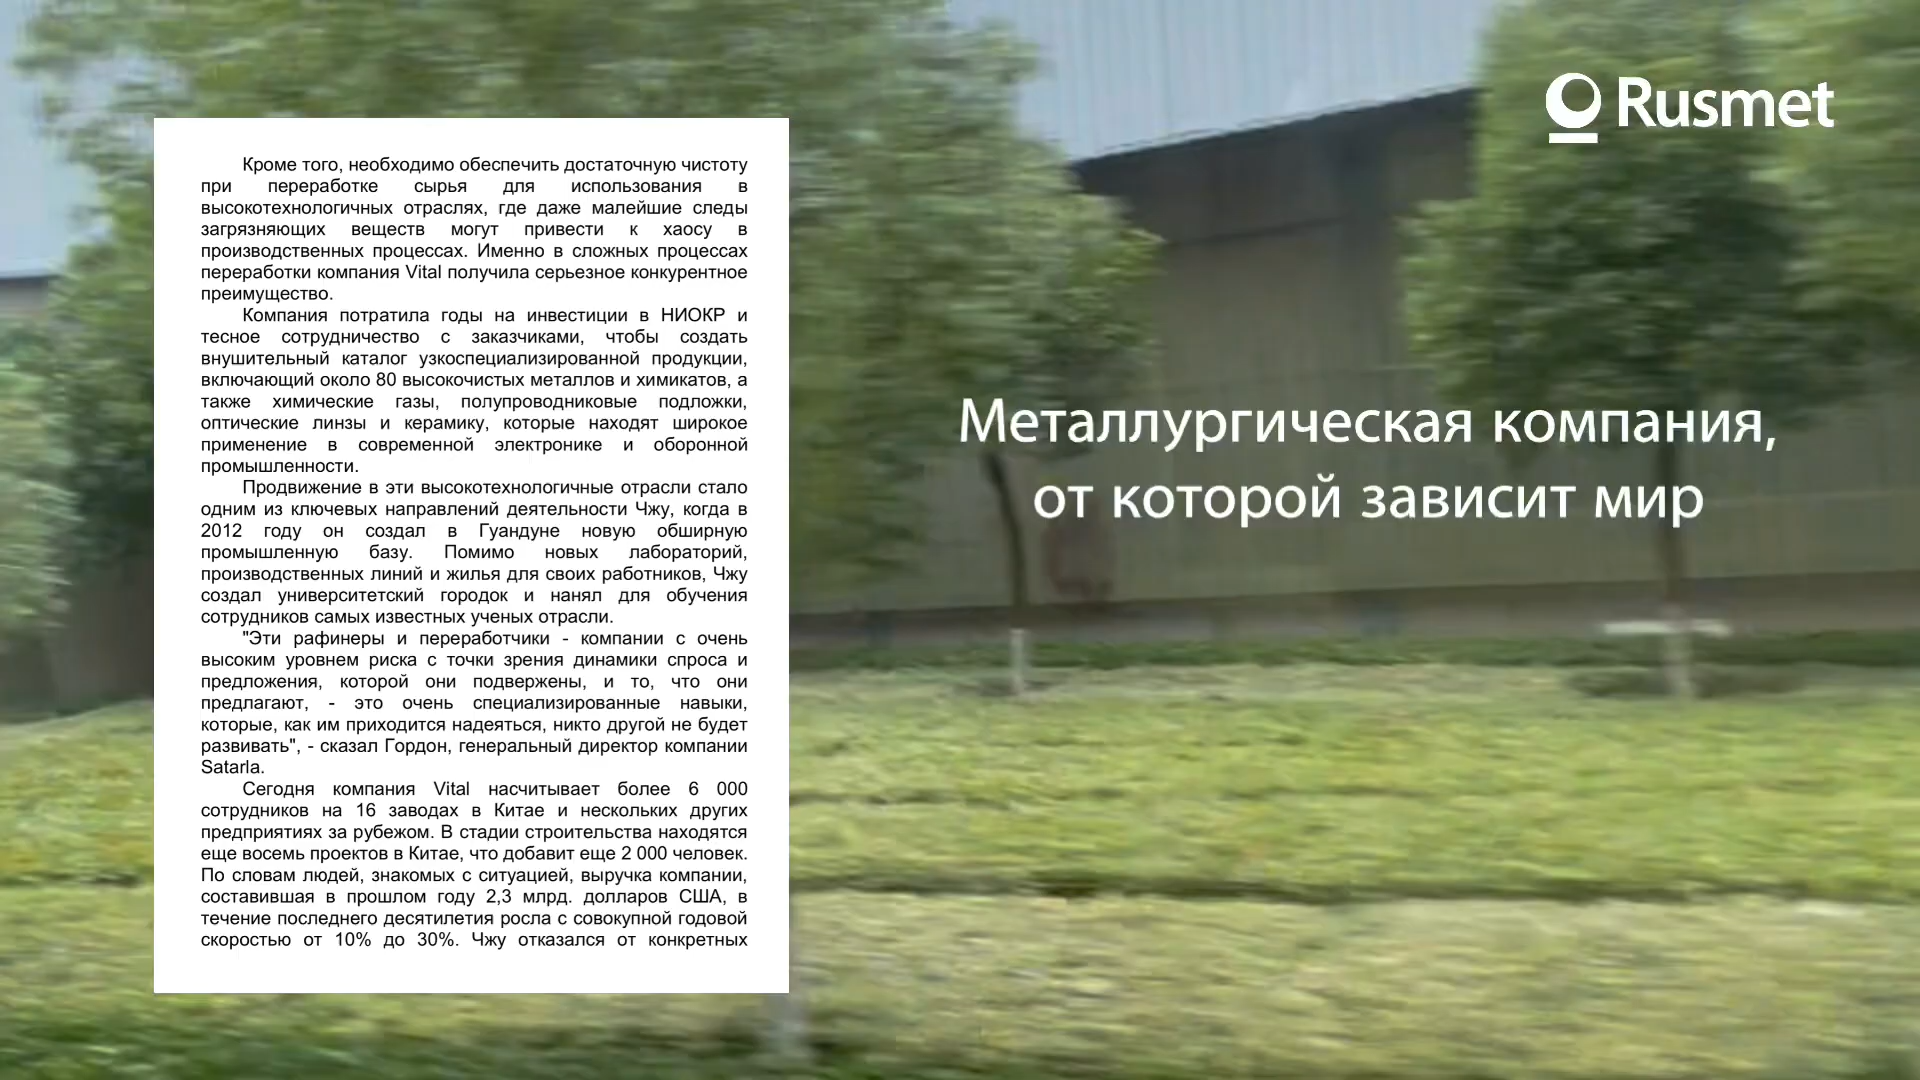 Rusmet
Кроме того, необходимо обеспечить достаточную чистоту
при переработке сырья для использования в
высокотехнологичных отраслях, где даже малейшие следы
загрязняющих веществ могут привести к хаосу в
производственных процессах. Именно в сложных процессах
переработки компания Vital получила серьезное конкурентное
преимущество.
Компания потратила годы на инвестиции в НИОКР и
тесное сотрудничество с заказчиками, чтобы создать
внушительный каталог узкоспециализированной продукции,
включающий около 80 высокочистых металлов и химикатов, а
также химические газы, полупроводниковые подложки,
оптические линзы и керамику, которые находят широкое
применение в современной электронике и оборонной
промышленности.
Продвижение в эти высокотехнологичные отрасли стало
одним из ключевых направлений деятельности Чжу, когда в
2012 году он создал в Гуандуне новую обширную
промышленную базу. Помимо новых лабораторий,
производственных линий и жилья для своих работников, Чжу
создал университетский городок и нанял для обучения
сотрудников самых известных ученых отрасли.
"Эти рафинеры и переработчики - компании с очень
высоким уровнем риска с точки зрения динамики спроса и
предложения, которой они подвержены, и то, что они
предлагают, - это очень специализированные навыки,
которые, как им приходится надеяться, никто другой не будет
развивать", - сказал Гордон, генеральный директор компании
Satarla.
Сегодня компания Vital насчитывает более 6 000
сотрудников на 16 заводах в Китае и нескольких других
предприятиях за рубежом. В стадии строительства находятся
еще восемь проектов в Китае, что добавит еще 2 000 человек.
По словам людей, знакомых с ситуацией, выручка компании,
составившая в прошлом году 2,3 млрд. долларов США, в
течение последнего десятилетия росла с совокупной годовой
скоростью от 10% до 30%. Чжу отказался от конкретных
Металлургическая компания,
от которой зависит мир